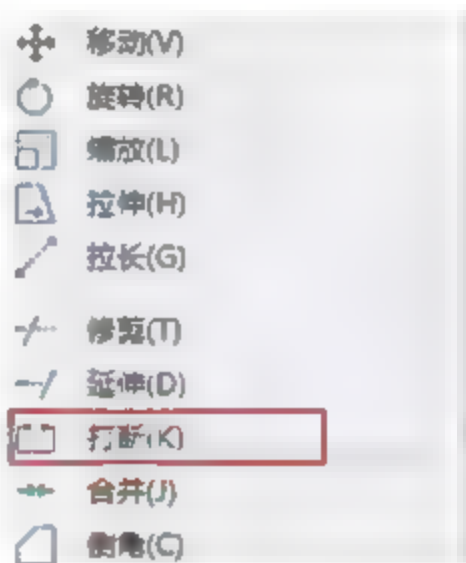 移动(V)
旋转(R)
缩放(L)
拉伸(H)
拉长(G)
修剪(T)
延伸(D)
打断(K)
合并(J)
倒角(C)